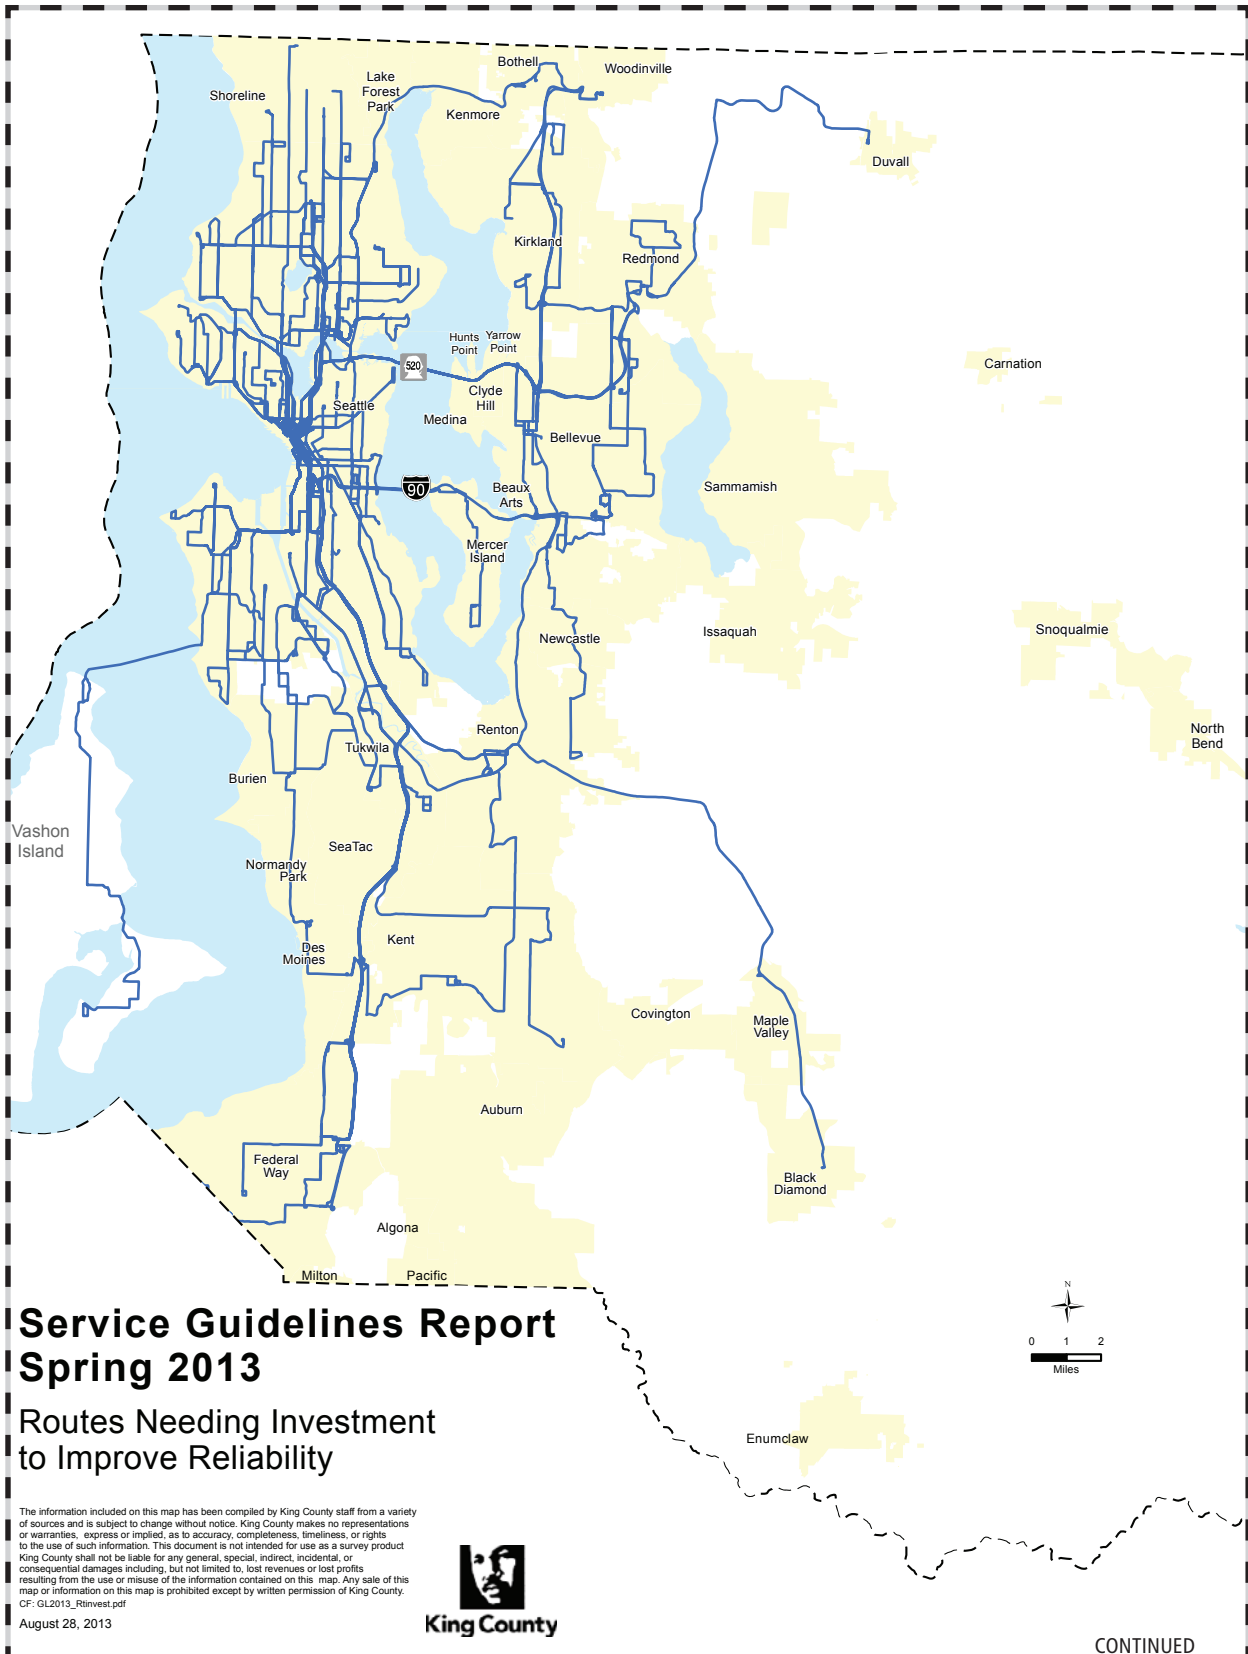 Bothell
Woodinville
Lake
Forest
Park
Shoreline
Kenmore
Duvall
Kirkland
Redmond
Hunts
Point
Yarrow
Point
520
Carnation
Clyde
Hill
Seattle
Medina
Bellevue
90
Beaux
Arts
Sammamish
Mercer
Island
Newcastle
Issaquah
Snoqualmie
Renton
North
Bend
Tukwila
Burien
Vashon
Island
SeaTac
Normandy
Park
Kent
Des
Moines
Covington
Maple
Valley
Auburn
Federal
Way
Black
Diamond
Algona
Milton
Pacific
N
0 1 2
Miles
Enumclaw
Service Guidelines Report
Spring 2013
Routes Needing Investment
to Improve Reliability
The information included on this map has been compiled by King County staff from a variety
of sources and is subject to change without notice. King County makes no representations
or warranties, express or implied, as to accuracy, completeness, timeliness, or rights
to the use of such information. This document is not intended for use as a survey product
King County shall not be liable for any general, special, indirect, incidental, or
consequential damages including, but not limited to, lost revenues or lost profits
resulting from the use or misuse of the information contained on this map. Any sale of this
map or information on this map is prohibited except by written permission of King County.
CF: GL2013_RtInvest.pdf
August 28, 2013
King County
CONTINUED